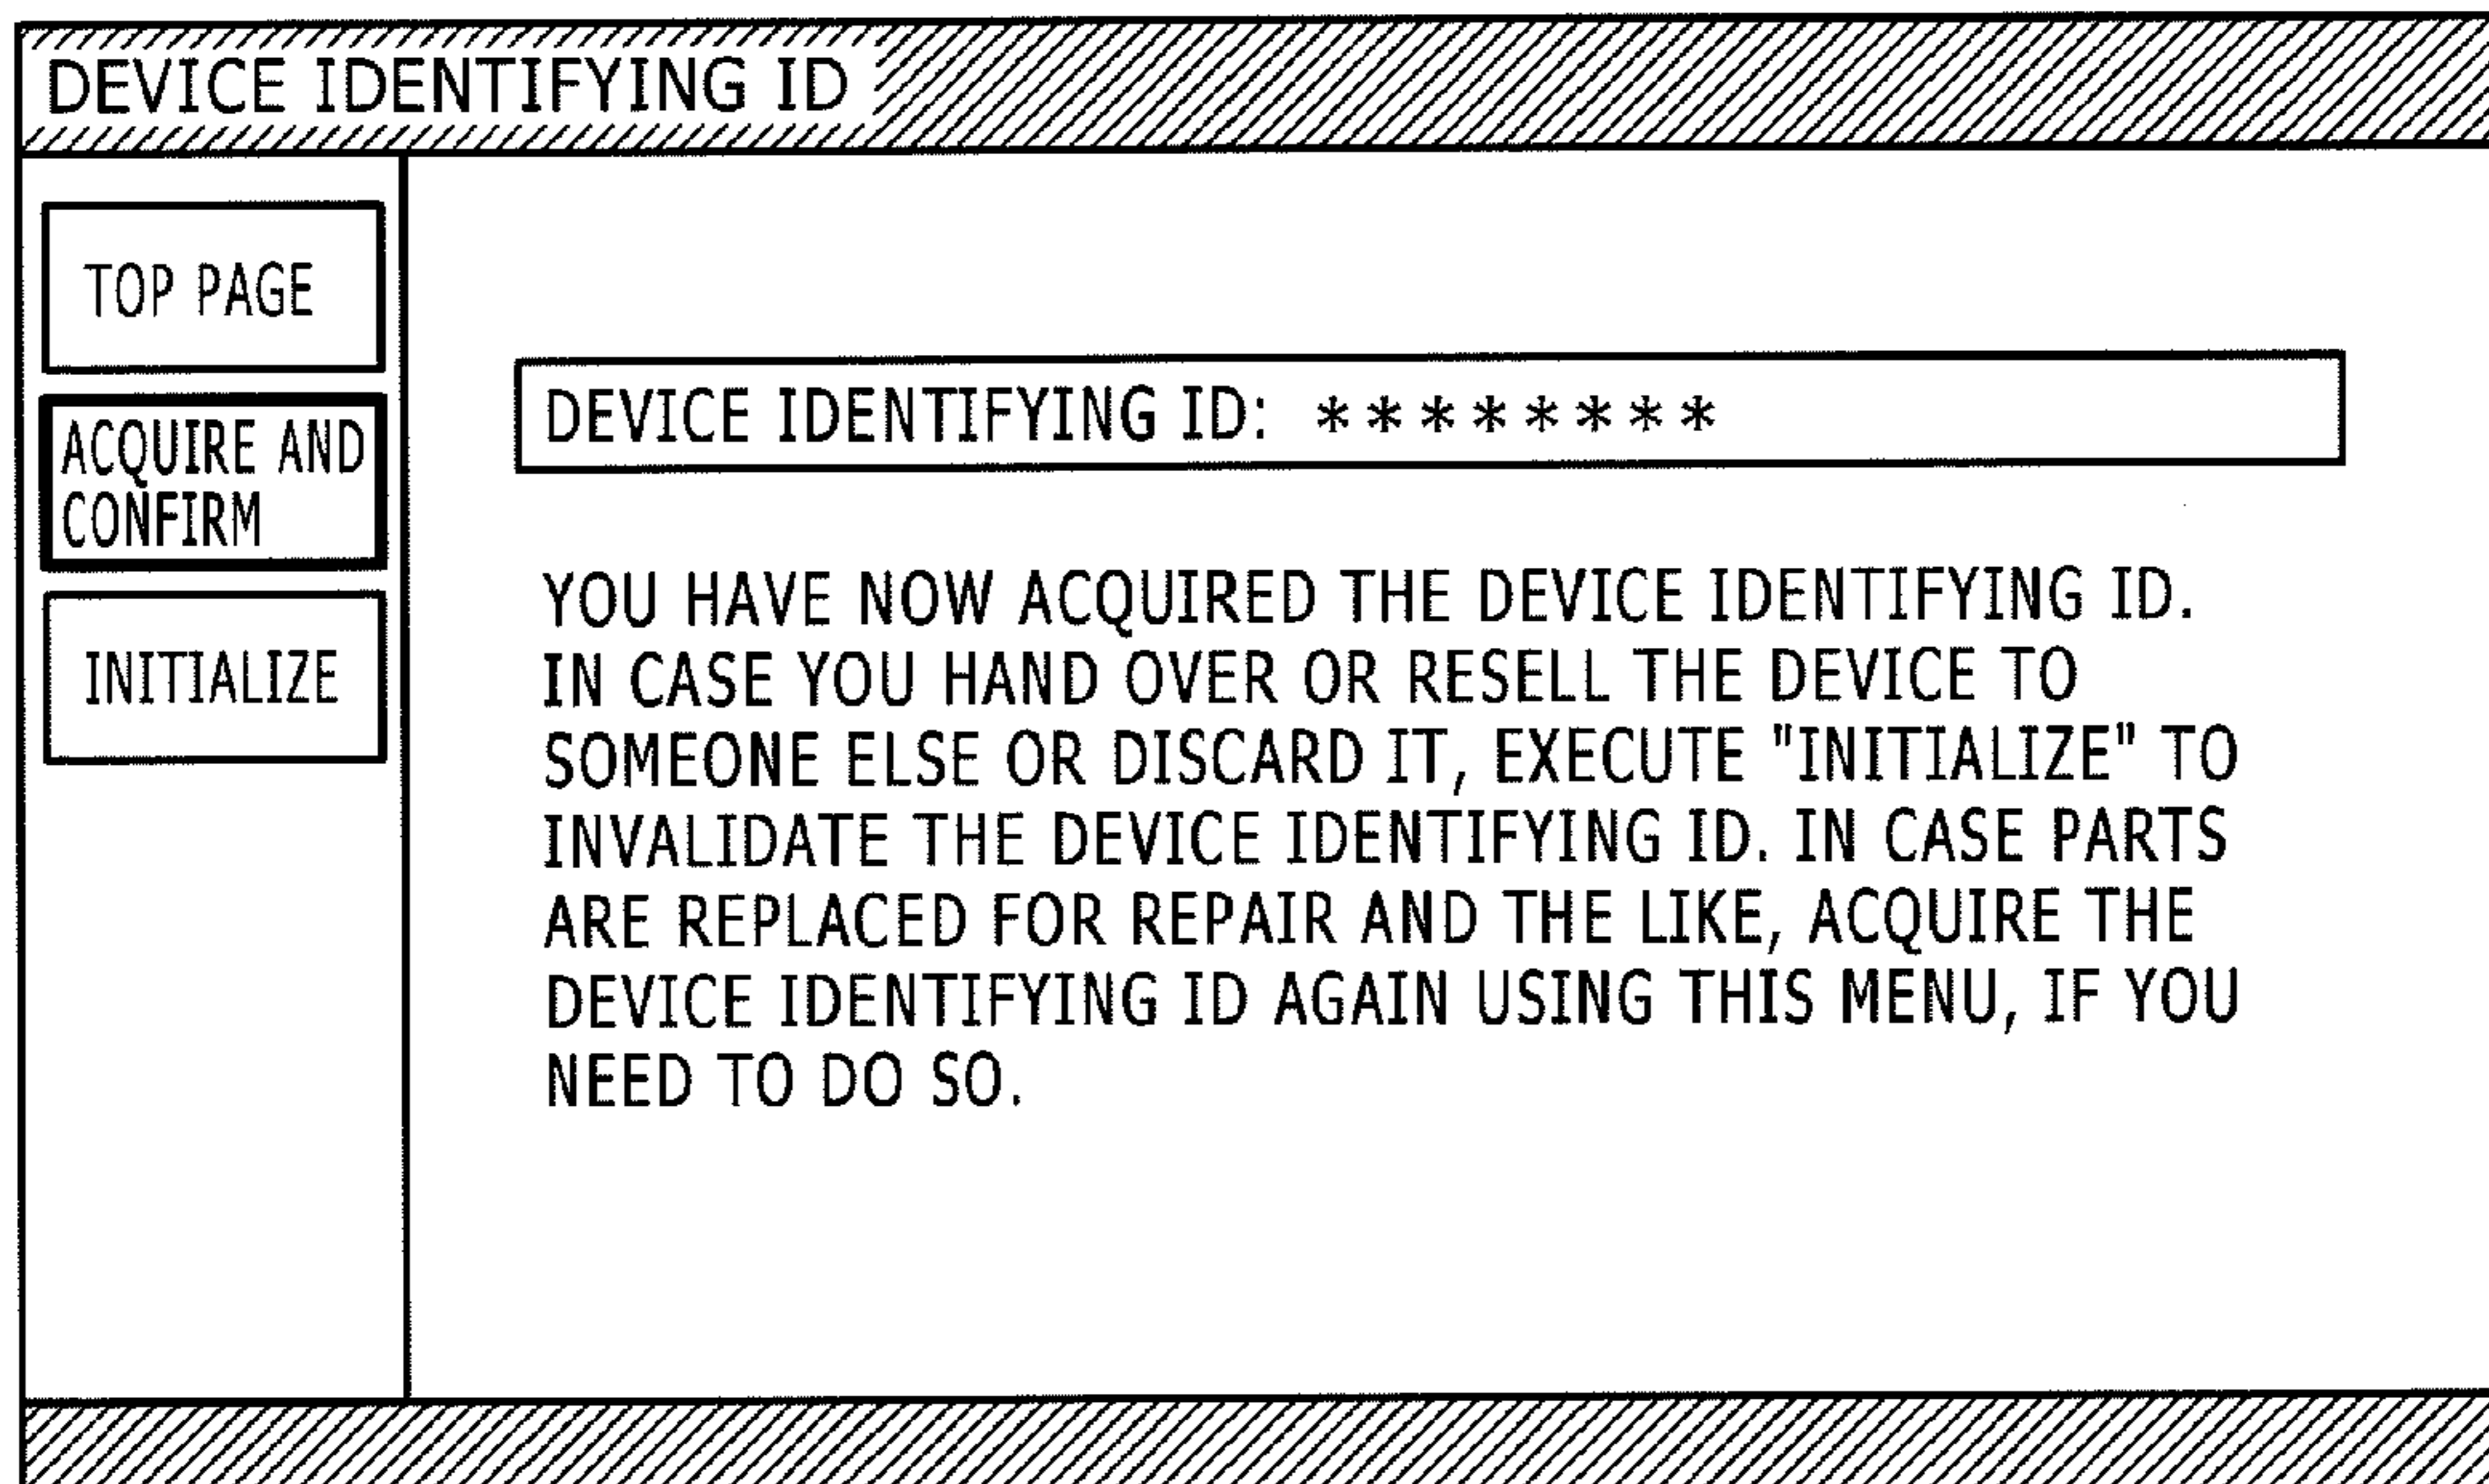 DEVICE IDENTIFYING ID
TOP PAGE
ACQUIRE AND
CONFIRM
INITIALIZE
DEVICE IDENTIFYING ID: ********
YOU HAVE NOW ACQUIRED THE DEVICE IDENTIFYING ID.
IN CASE YOU HAND OVER OR RESELL THE DEVICE TO
SOMEONE ELSE OR DISCARD IT, EXECUTE "INITIALIZE" TO
INVALIDATE THE DEVICE IDENTIFYING ID. IN CASE PARTS
ARE REPLACED FOR REPAIR AND THE LIKE, ACQUIRE THE
DEVICE IDENTIFYING ID AGAIN USING THIS MENU, IF YOU
NEED TO DO SO.